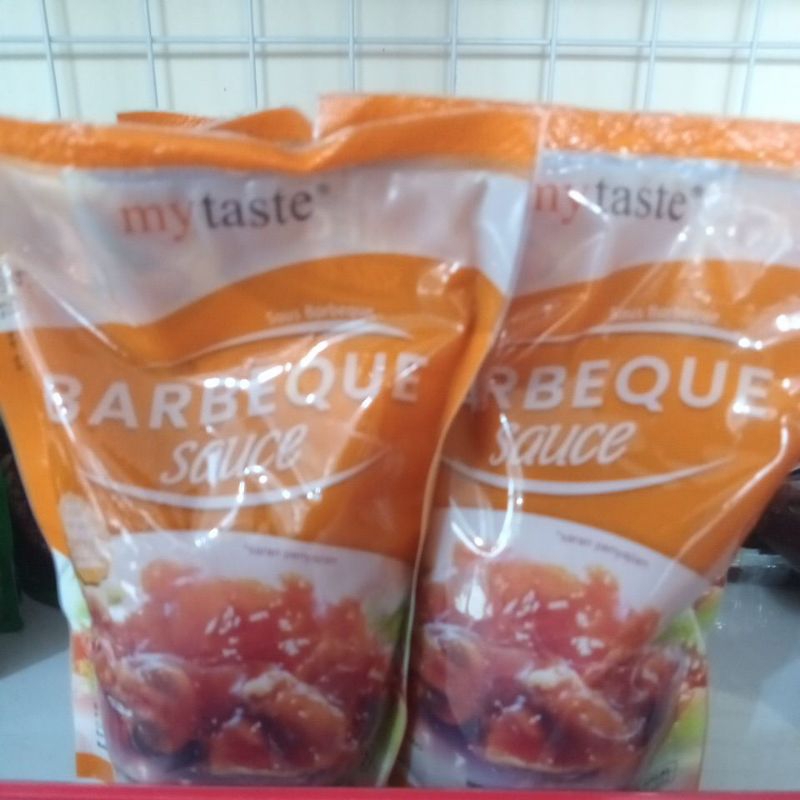 mytaste
Saus Barbeque
BARBEQUE
sauce
*saran penyajian
mytaste
Saus Barbeque
BARBEQUE
sauce
*saran penyajian